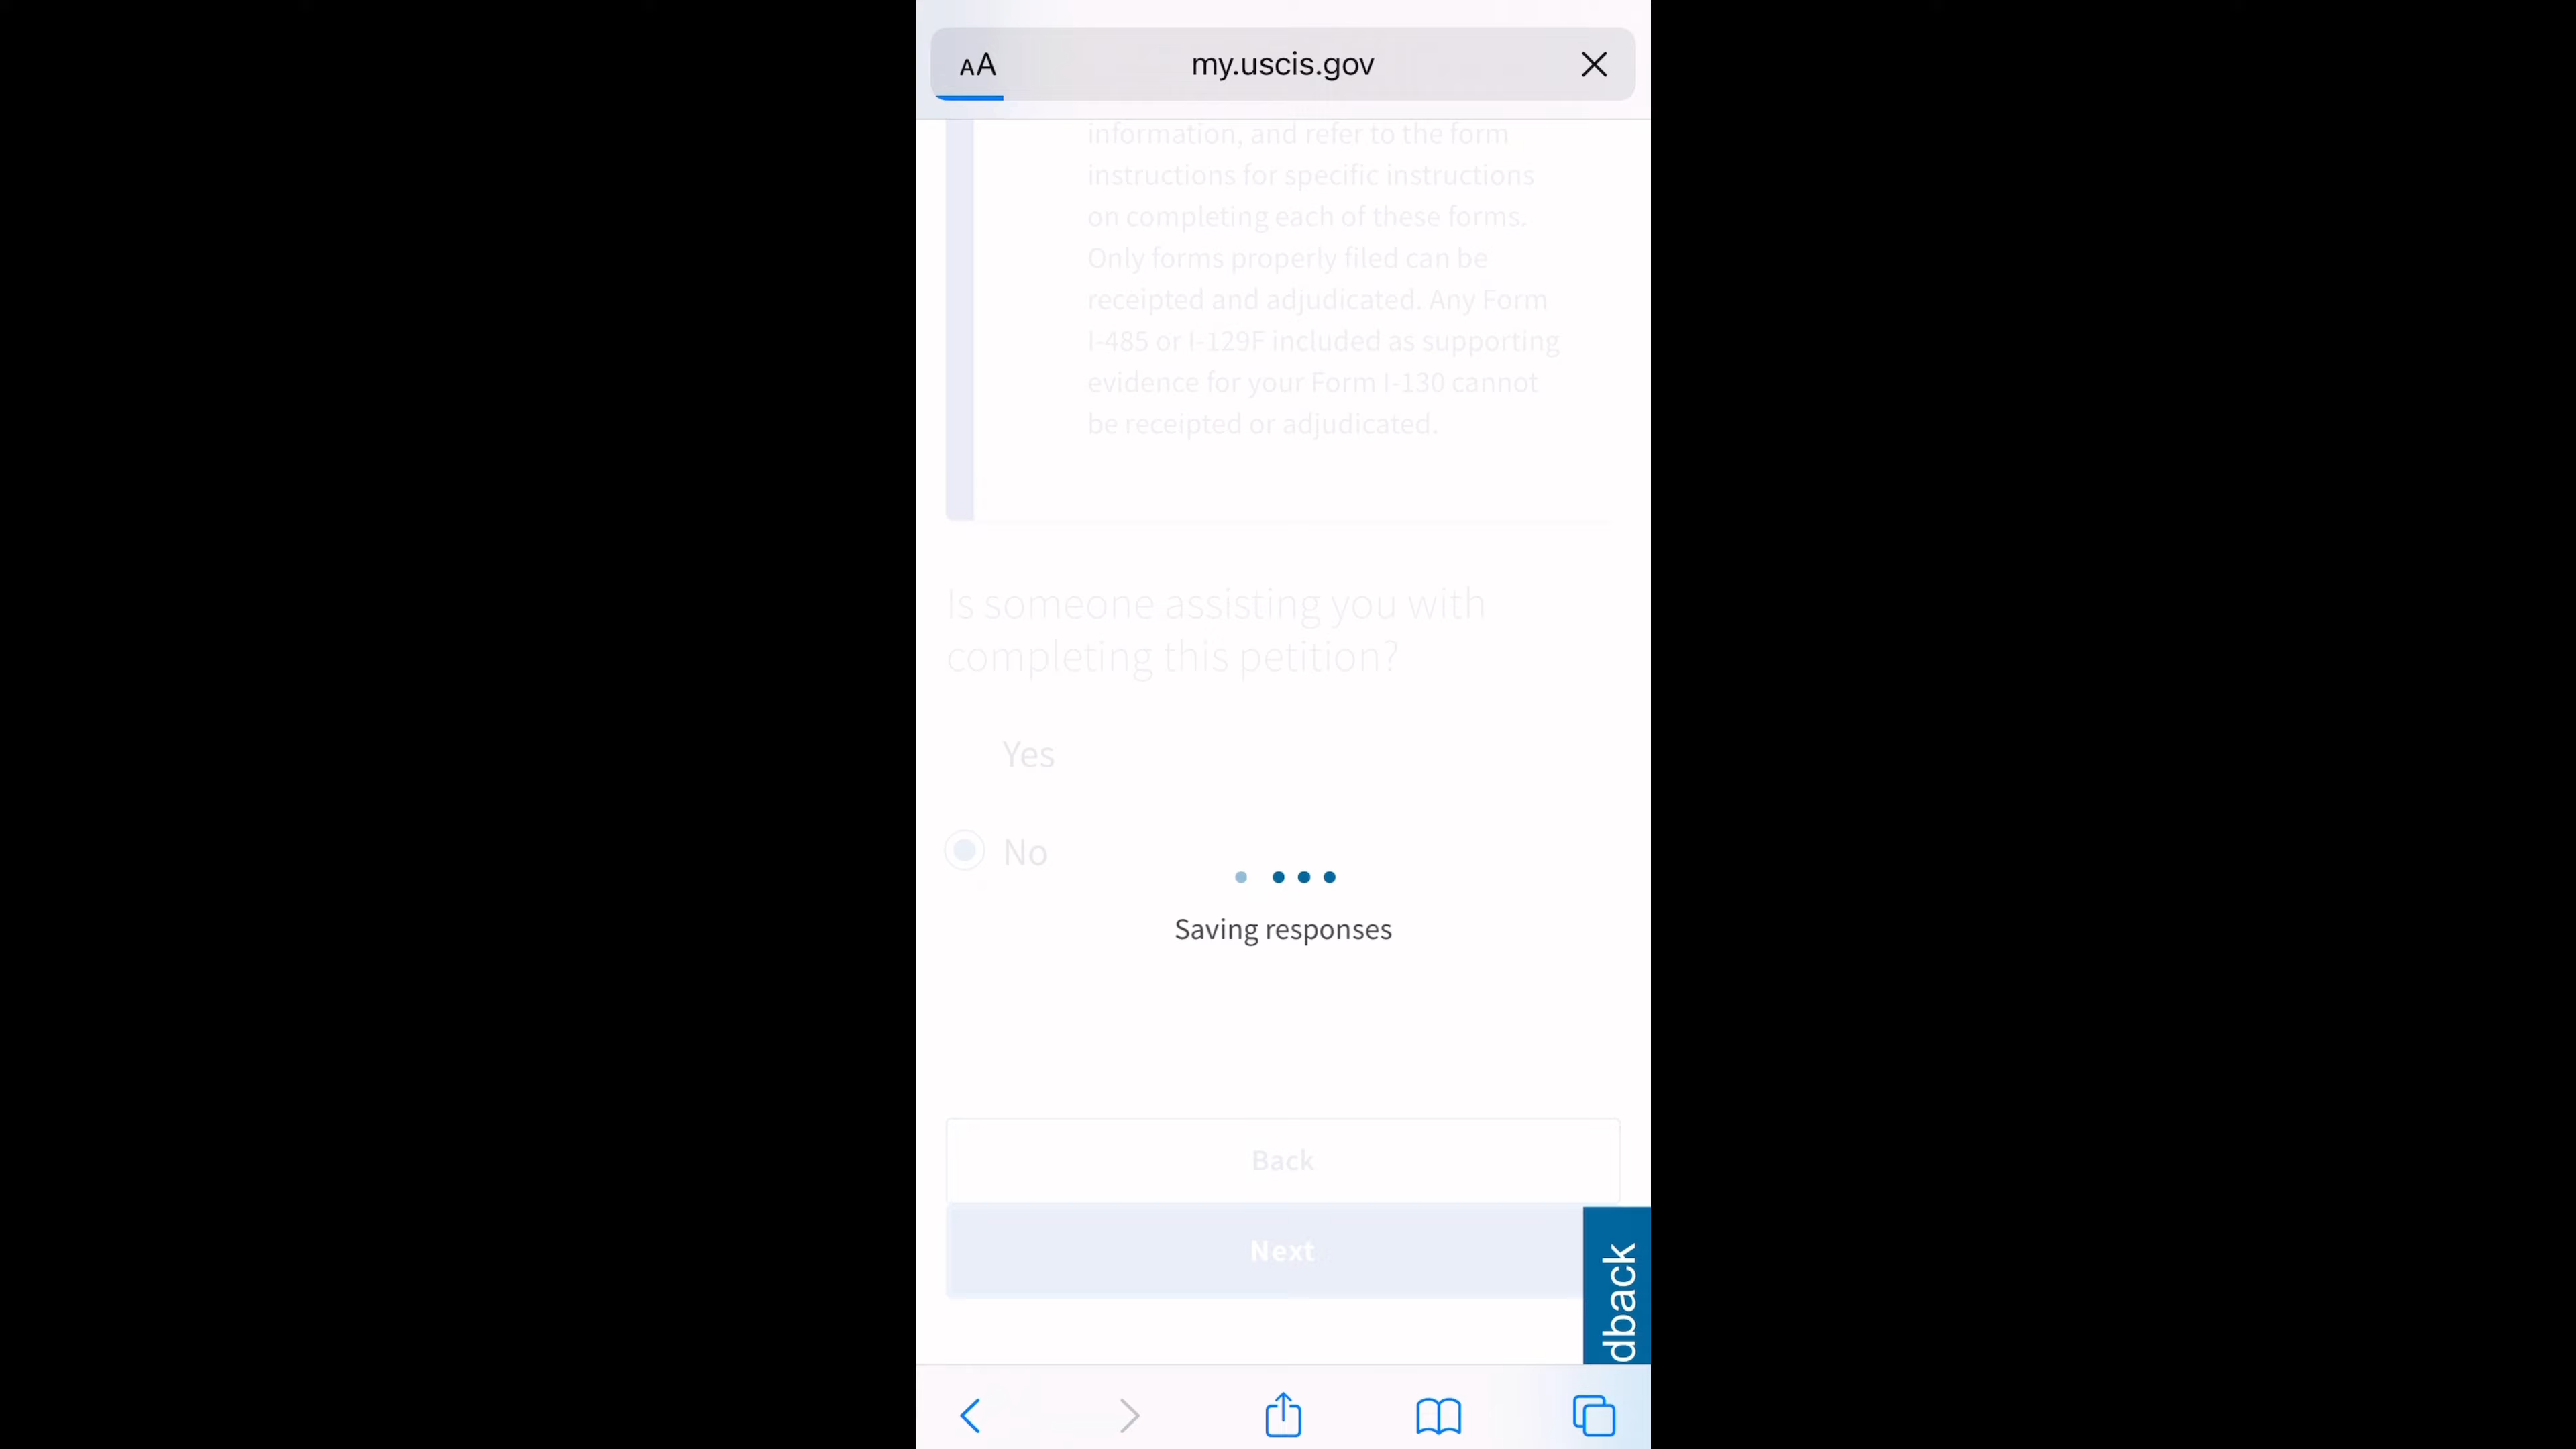 AA my.uscis.gov
information, and refer to the form
instructions for specific instructions
on completing each of these forms.
Only forms properly filed can be
receipted and adjudicated. Any Form
I-485 or I-129F included as supporting
evidence for your Form I-130 cannot
be receipted or adjudicated.
Is someone assisting you with
completing this petition?
Yes
No
Saving responses
Back
Next
dback